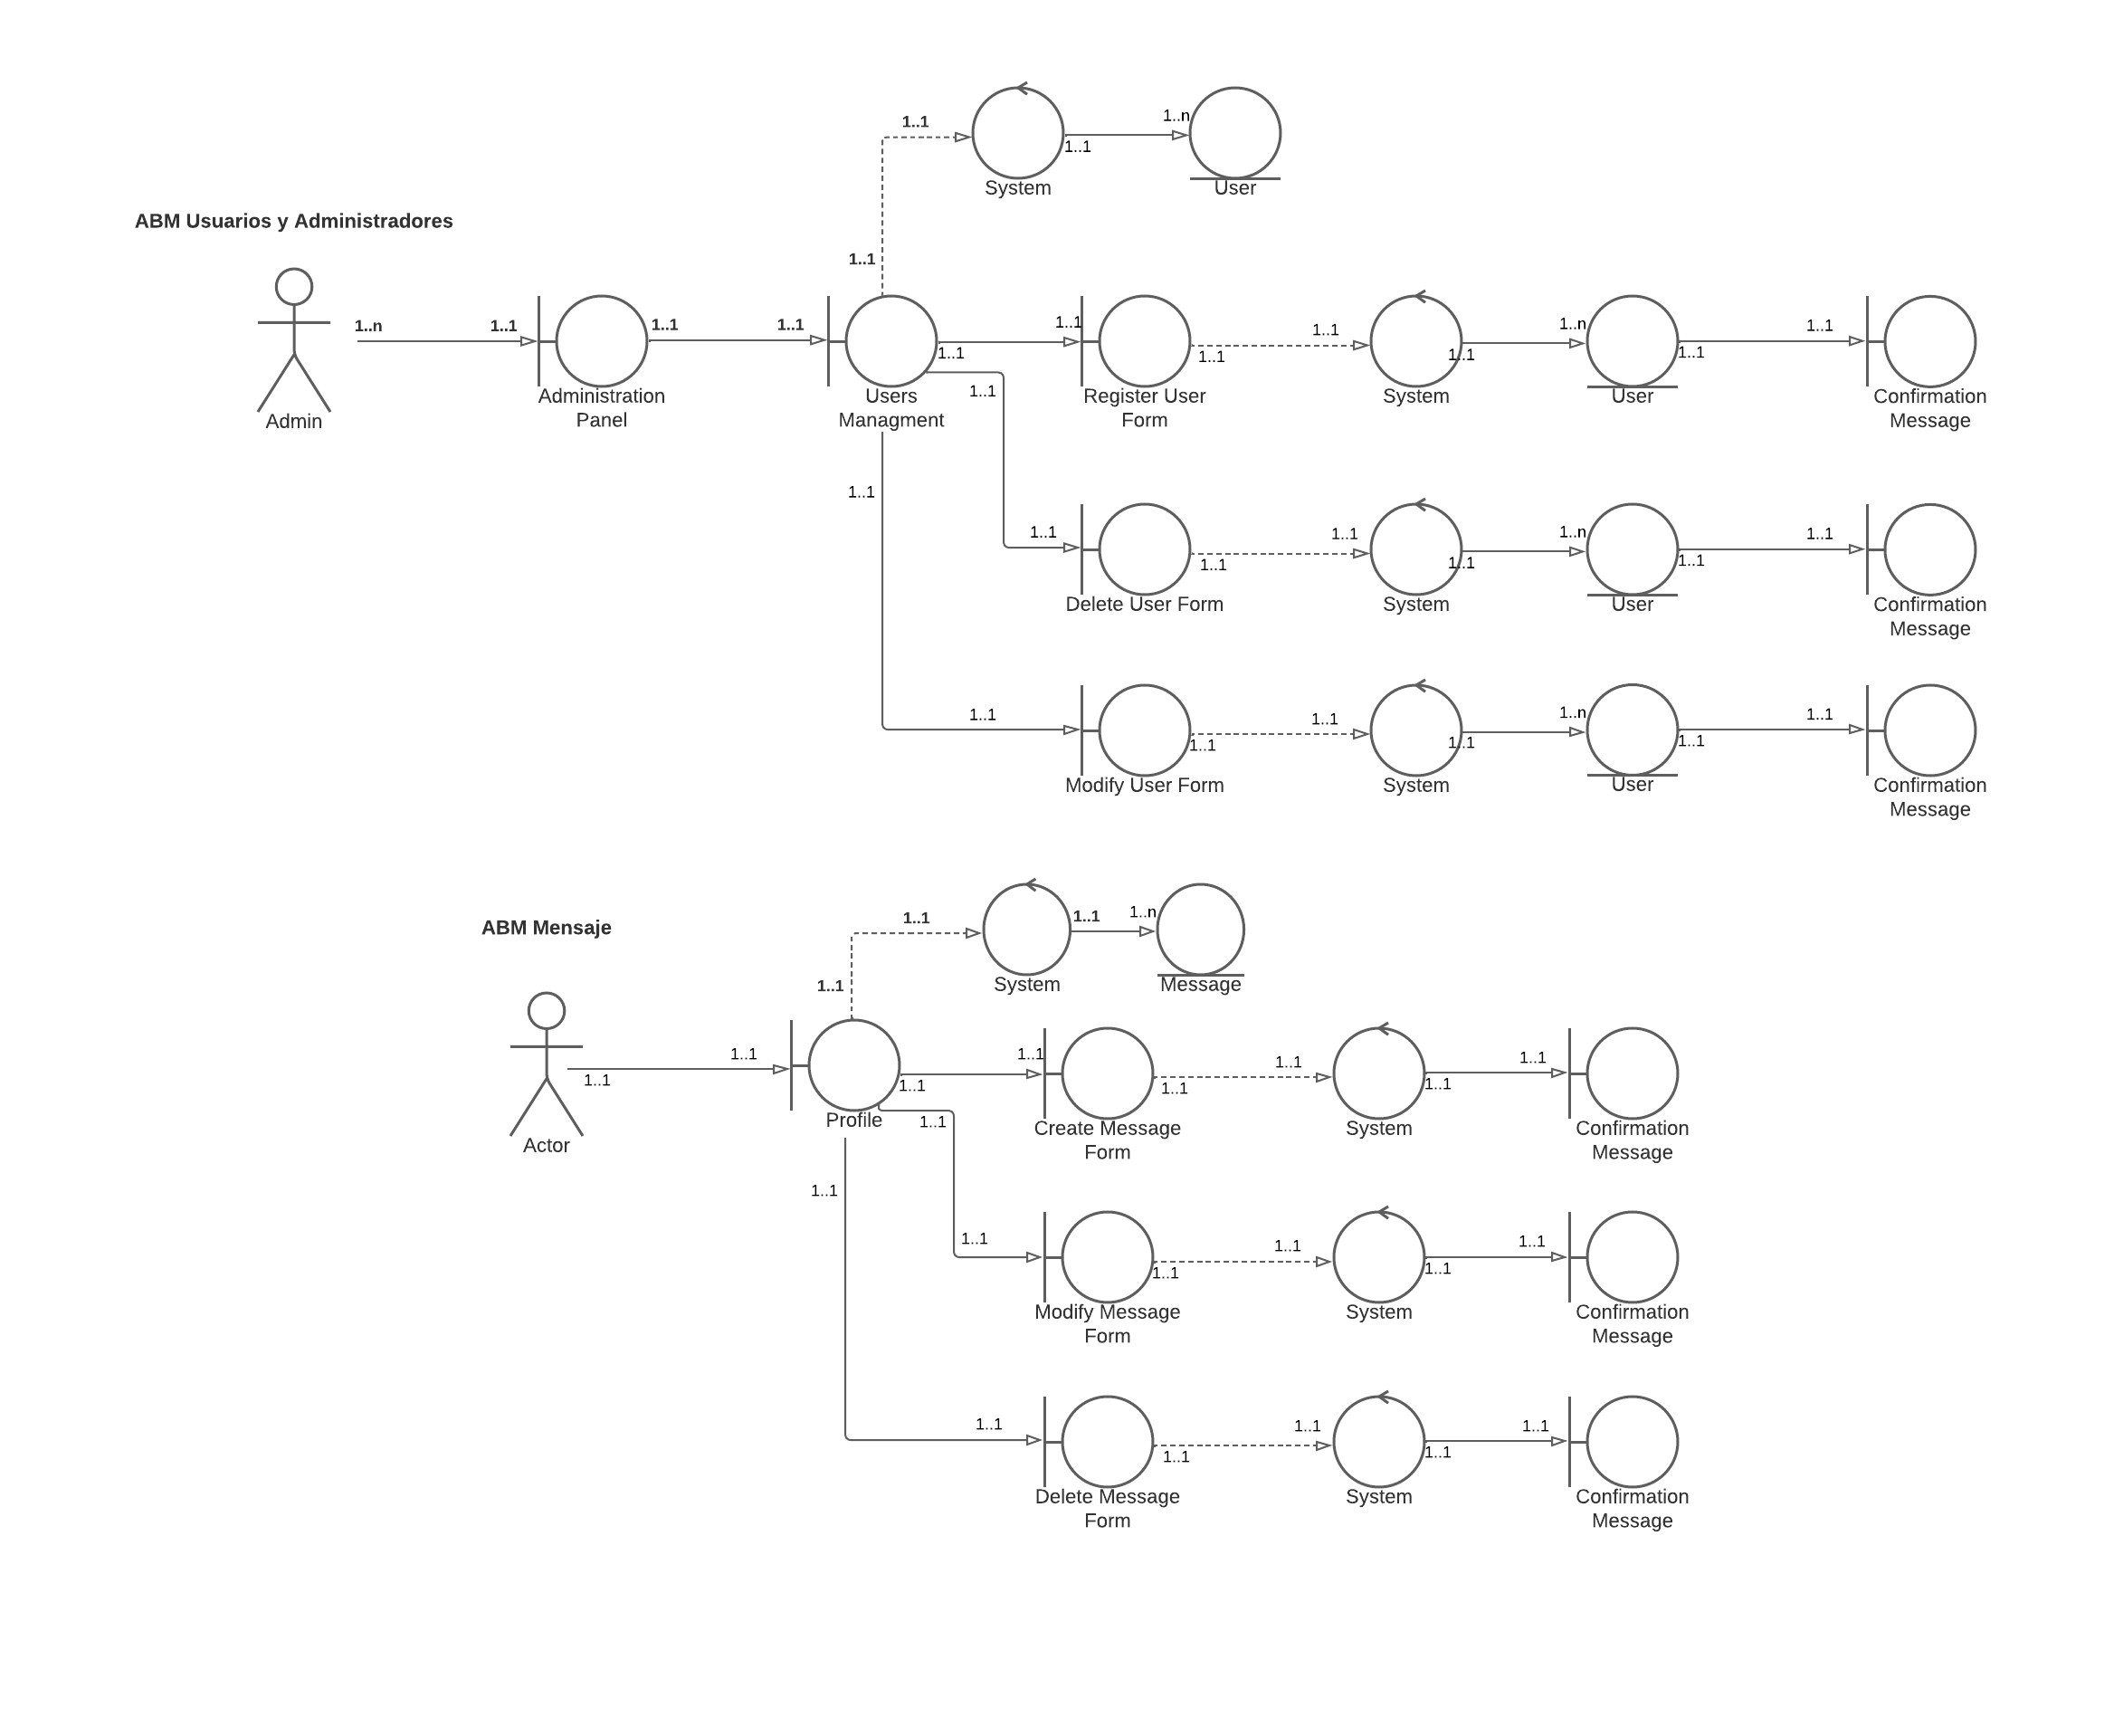 1..1
1..n
1..1
System
User
ABM Usuarios y Administradores
1..1
1..n
1..1
1..1
1..1
1..1
1..1
1..1
1..1
1..n
1..1
1..1
1..1
1..1
Admin
Administration
Panel
Users
Managment
Register User
Form
System
User
Confirmation
Message
1..1
1..1
1..1
1..1
1..1
1..n
1..1
1..1
1..1
Delete User Form
System
User
Confirmation
Message
1..1
1..1
1..1
1..n
1..1
1..1
1..1
Modify User Form
System
User
Confirmation
Message
ABM Mensaje
1..1
1..1
1..n
System
Message
1..1
1..1
1..1
1..1
1..1
1..1
1..1
1..1
1..1
1..1
Actor
Profile
1..1
Create Message
Form
System
Confirmation
Message
1..1
1..1
1..1
1..1
1..1
1..1
Modify Message
Form
System
Confirmation
Message
1..1
1..1
1..1
1..1
1..1
Delete Message
Form
System
Confirmation
Message